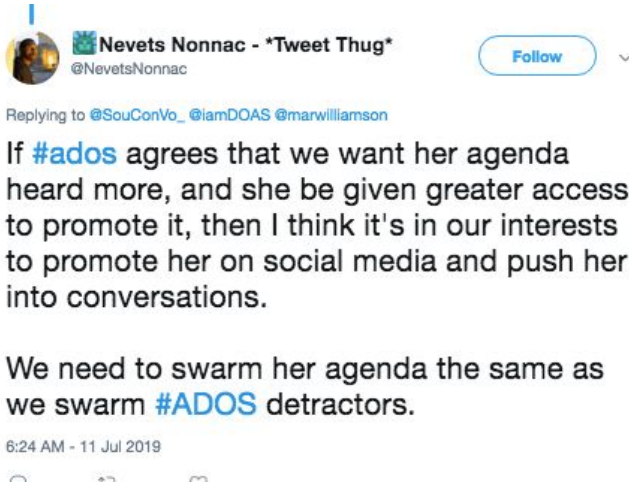 Nevets Nonnac - *Tweet Thug*
@NevetsNonnac
Follow
Replying to @SouConVo_ @iamDOAS @marwilliamson
If #ados agrees that we want her agenda
heard more, and she be given greater access
to promote it, then I think it's in our interests
to promote her on social media and push her
into conversations.
We need to swarm her agenda the same as
we swarm #ADOS detractors.
6:24 AM - 11 Jul 2019